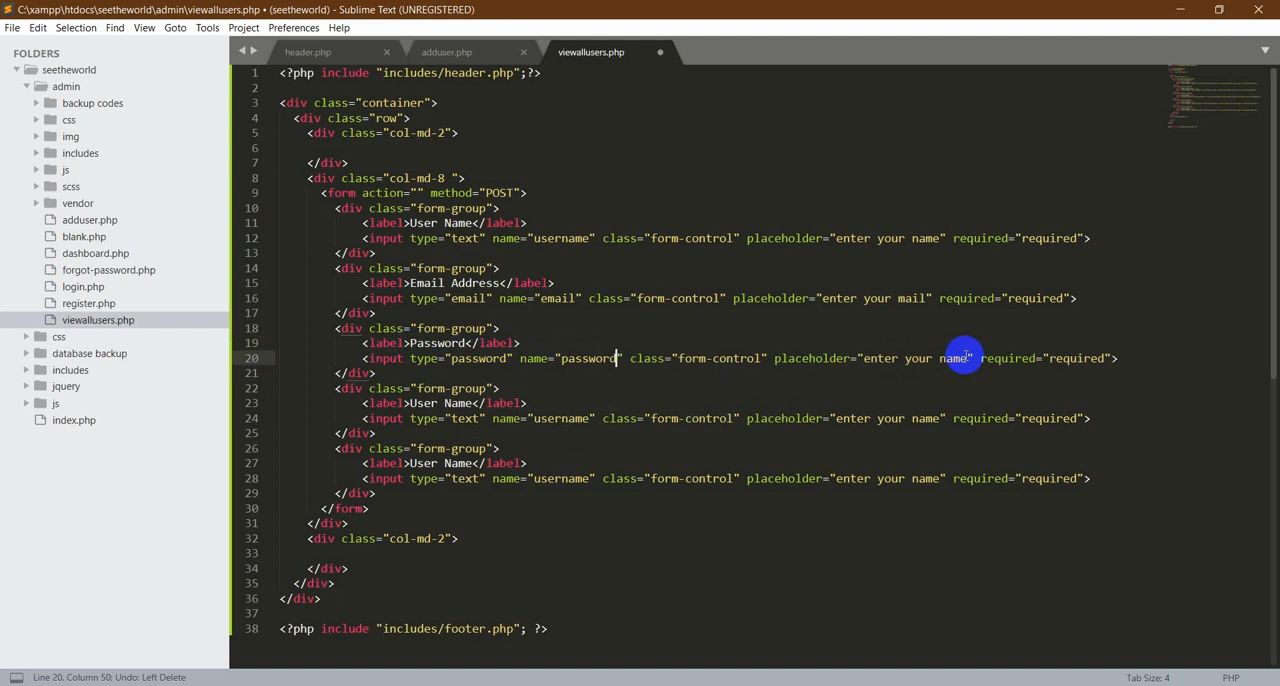 C:\xampp\htdocs\seetheworld\admin\viewallusers.php • (seetheworld) - Sublime Text (UNREGISTERED)
File Edit Selection Find View Goto Tools Project Preferences Help
FOLDERS
seetheworld
admin
backup codes
css
img
includes
js
scss
vendor
adduser.php
blank.php
dashboard.php
forgot-password.php
login.php
register.php
viewallusers.php
css
database backup
includes
jquery
js
index.php
header.php
adduser.php
viewallusers.php
1 <?php include "includes/header.php";?>
2
3 <div class="container">
4 <div class="row">
5 <div class="col-md-2">
6
7 </div>
8 <div class="col-md-8 ">
9 <form action="" method="POST">
10 <div class="form-group">
11 <label>User Name</label>
12 <input type="text" name="username" class="form-control" placeholder="enter your name" required="required">
13 </div>
14 <div class="form-group">
15 <label>Email Address</label>
16 <input type="email" name="email" class="form-control" placeholder="enter your mail" required="required">
17 </div>
18 <div class="form-group">
19 <label>Password</label>
20 <input type="password" name="password" class="form-control" placeholder="enter your name" required="required">
21 </div>
22 <div class="form-group">
23 <label>User Name</label>
24 <input type="text" name="username" class="form-control" placeholder="enter your name" required="required">
25 </div>
26 <div class="form-group">
27 <label>User Name</label>
28 <input type="text" name="username" class="form-control" placeholder="enter your name" required="required">
29 </div>
30 </form>
31 </div>
32 <div class="col-md-2">
33
34 </div>
35 </div>
36 </div>
37
38 <?php include "includes/footer.php"; ?>
Line 20, Column 50; Undo: Left Delete
Tab Size: 4
PHP